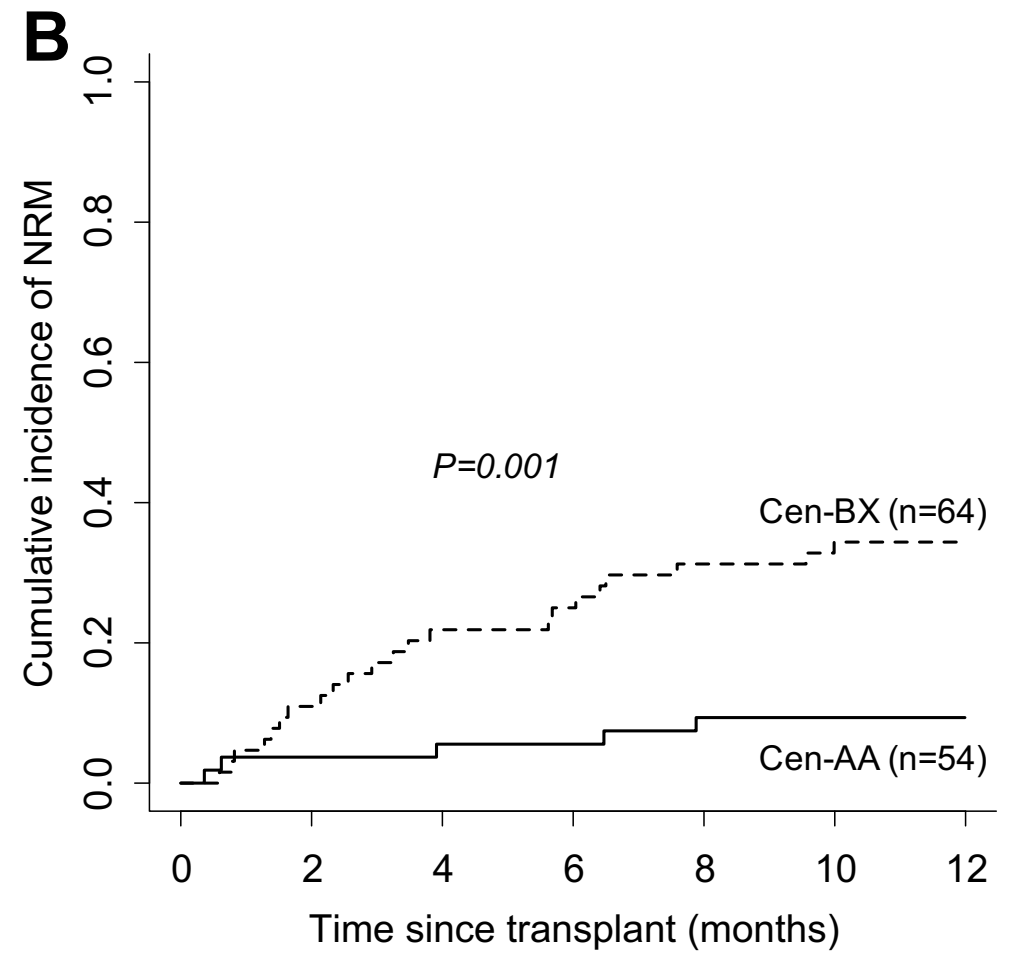 B
Cumulative incidence of NRM
1.0
0.8
0.6
0.4
0.2
0.0
P=0.001
Cen-BX (n=64)
Cen-AA (n=54)
0 2 4 6 8 10 12
Time since transplant (months)